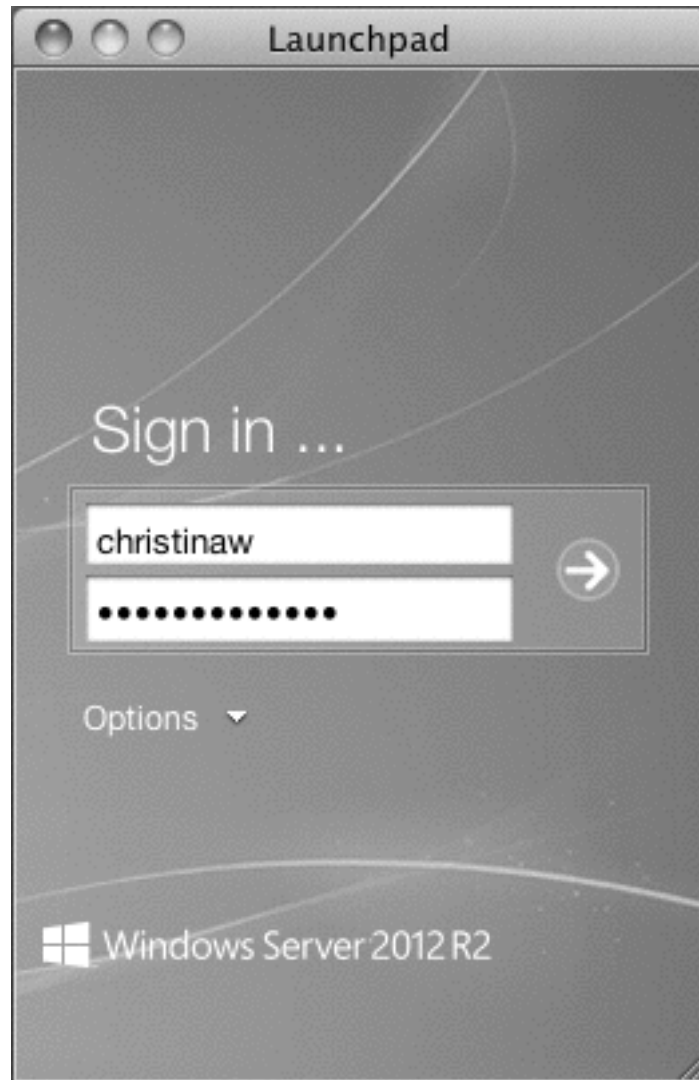 Launchpad
Sign in ...
christinaw
•••••••••••••
Options
Windows Server 2012 R2